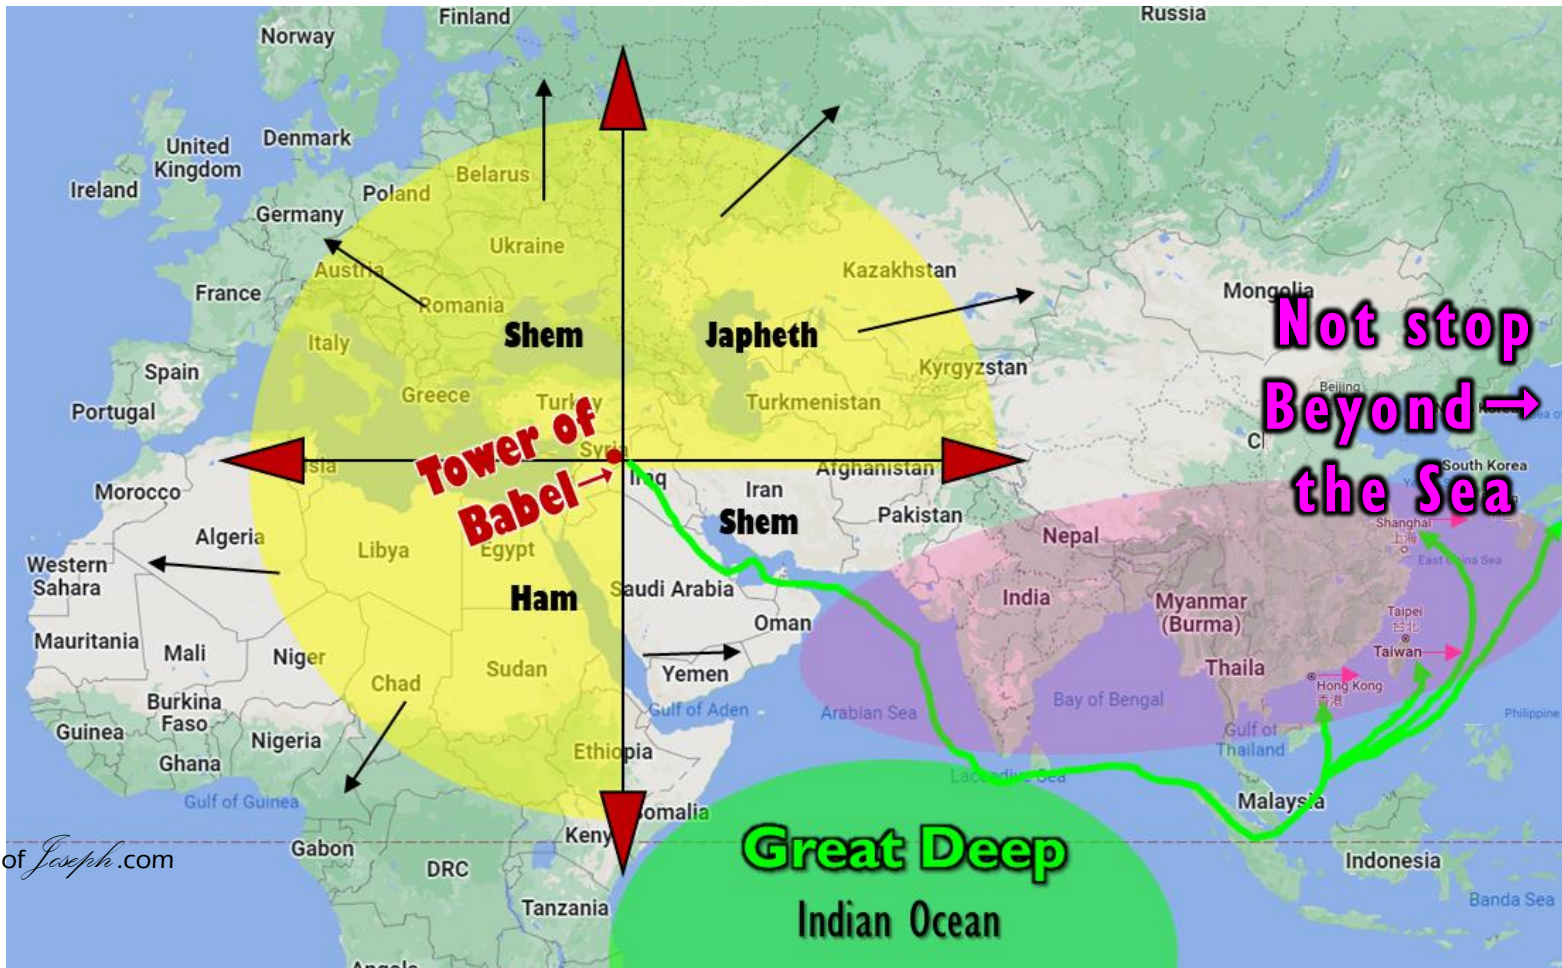 Finland
Russia
Norway
Denmark
United
Kingdom
Ireland
Belarus
Poland
Germany
Ukraine
Austria
Kazakhstan
France
Romania
Mongolia
Not stop
Shem
Japheth
Italy
Spain
Kyrgyzstan
Beijing
Greece
Turkey
Turkmenistan
Beyond→
Portugal
Tower of
Babel→
Syria
Iraq
Afghanistan
South Korea
the Sea
Morocco
Iran
Shem
Pakistan
Shanghai
上海
Nepal
Algeria
Libya
Egypt
East China Sea
Western
Sahara
Saudi Arabia
India
Myanmar
(Burma)
Ham
Taipei
台北
Oman
Mauritania
Mali
Niger
Sudan
Yemen
Taiwan
Thaila
Chad
Hong Kong
香港
Burkina
Faso
Gulf of Aden
Arabian Sea
Bay of Bengal
Philippine
Guinea
Nigeria
Ethiopia
Gulf of
Thailand
Ghana
Laccadive Sea
Gulf of Guinea
Somalia
Malaysia
Keny
Great Deep
Gabon
of Joseph.com
DRC
Indonesia
Tanzania
Indian Ocean
Banda Sea
Angola